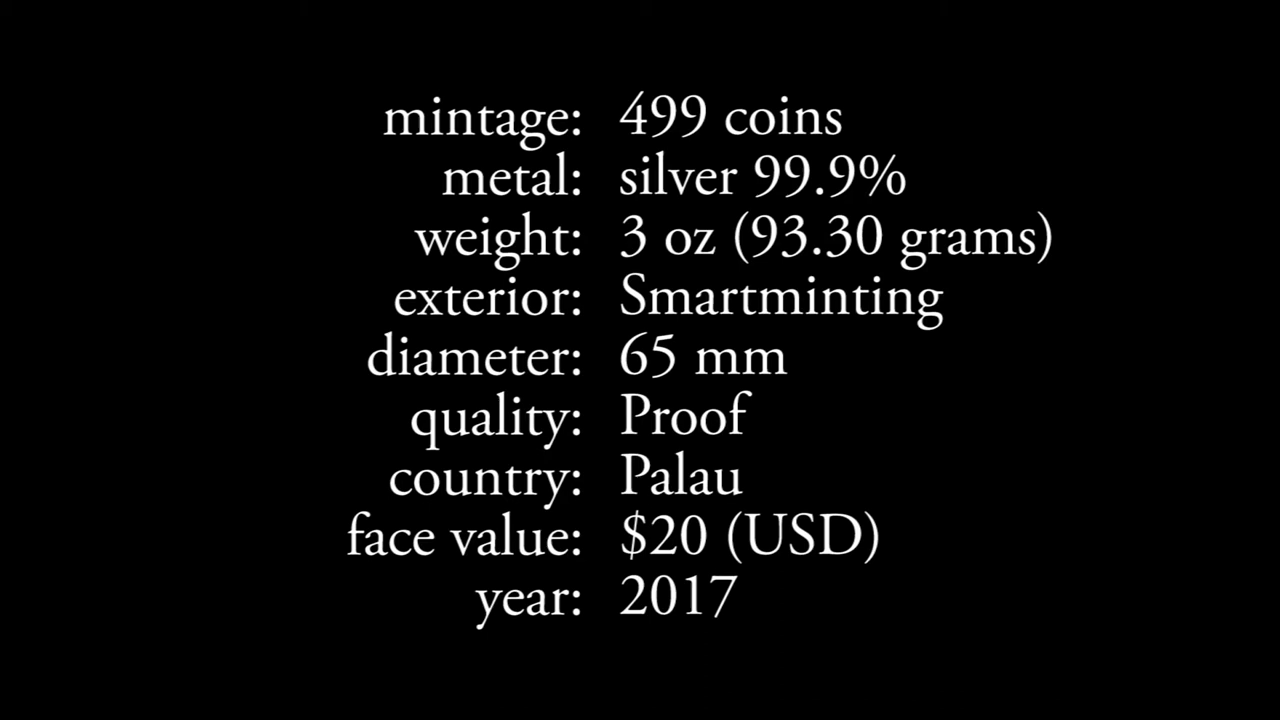 mintage: 499 coins
metal: silver 99.9%
weight: 3 oz (93.30 grams)
exterior: Smartminting
diameter: 65 mm
quality: Proof
country: Palau
face value: $20 (USD)
year: 2017